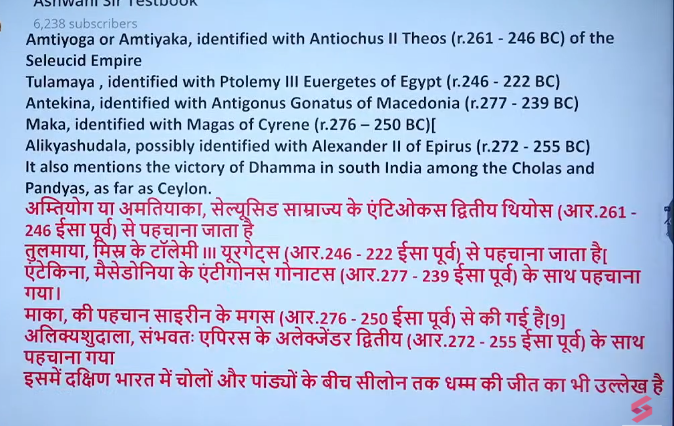 Ashwani Sir Testbook
6,238 subscribers
Amtiyoga or Amtiyaka, identified with Antiochus II Theos (r.261 - 246 BC) of the
Seleucid Empire
Tulamaya , identified with Ptolemy III Euergetes of Egypt (r.246 - 222 BC)
Antekina, identified with Antigonus Gonatus of Macedonia (r.277 - 239 BC)
Maka, identified with Magas of Cyrene (r.276 – 250 BC)[
Alikyashudala, possibly identified with Alexander II of Epirus (r.272 - 255 BC)
It also mentions the victory of Dhamma in south India among the Cholas and
Pandyas, as far as Ceylon.
अम्तियोग या अमतियाका, सेल्यूसिड साम्राज्य के एंटिओकस द्वितीय थियोस (आर.261 -
246 ईसा पूर्व) से पहचाना जाता है
तुलमाया, मिस्र के टॉलेमी III यूरगेट्स (आर.246 - 222 ईसा पूर्व) से पहचाना जाता है[
एंटेकिना, मैसेडोनिया के एंटीगोनस गोनाटस (आर.277 - 239 ईसा पूर्व) के साथ पहचाना
गया।
माका, की पहचान साइरीन के मगस (आर.276 - 250 ईसा पूर्व) से की गई है[9]
अलिक्यशुदाला, संभवतः एपिरस के अलेक्जेंडर द्वितीय (आर.272 - 255 ईसा पूर्व) के साथ
पहचाना गया
इसमें दक्षिण भारत में चोलों और पांड्यों के बीच सीलोन तक धम्म की जीत का भी उल्लेख है